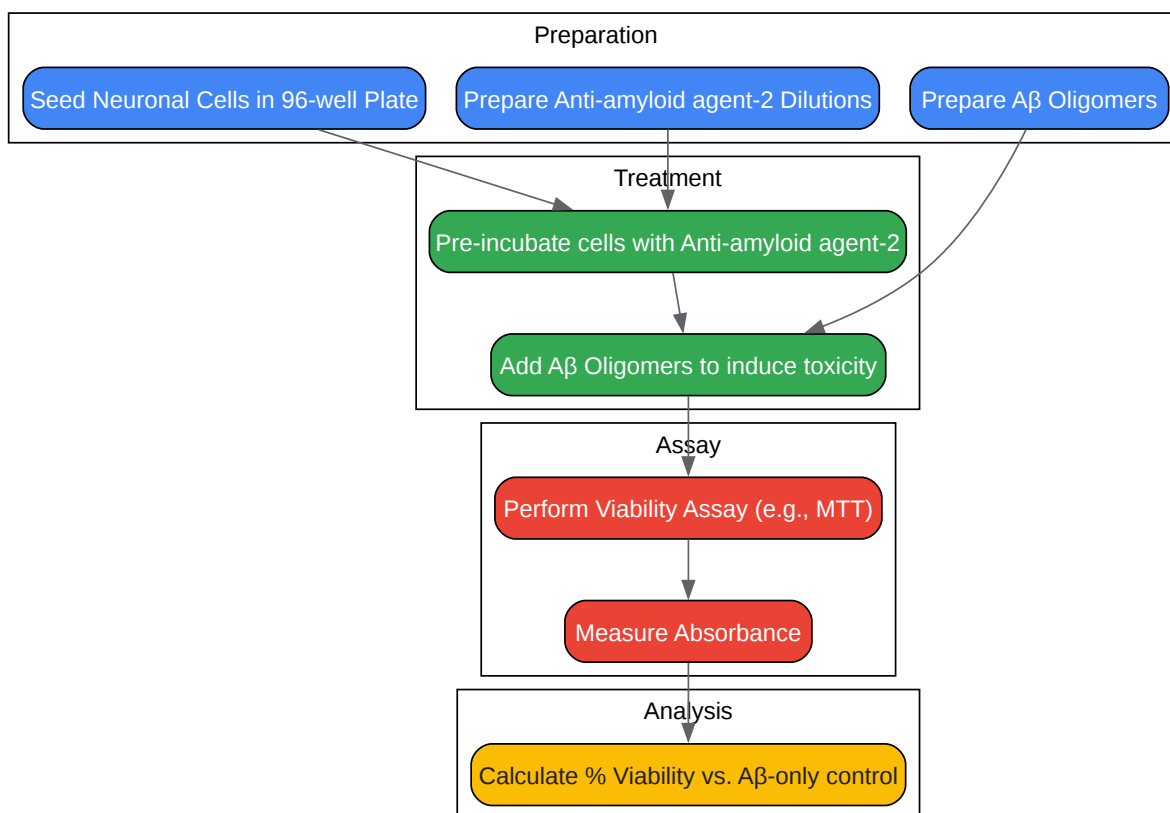 Preparation
Seed Neuronal Cells in 96-well Plate
Prepare Anti-amyloid agent-2 Dilutions
Prepare Aβ Oligomers
Treatment
Pre-incubate cells with Anti-amyloid agent-2
Add Aβ Oligomers to induce toxicity
Assay
Perform Viability Assay (e.g., MTT)
Measure Absorbance
Analysis
Calculate % Viability vs. Aβ-only control